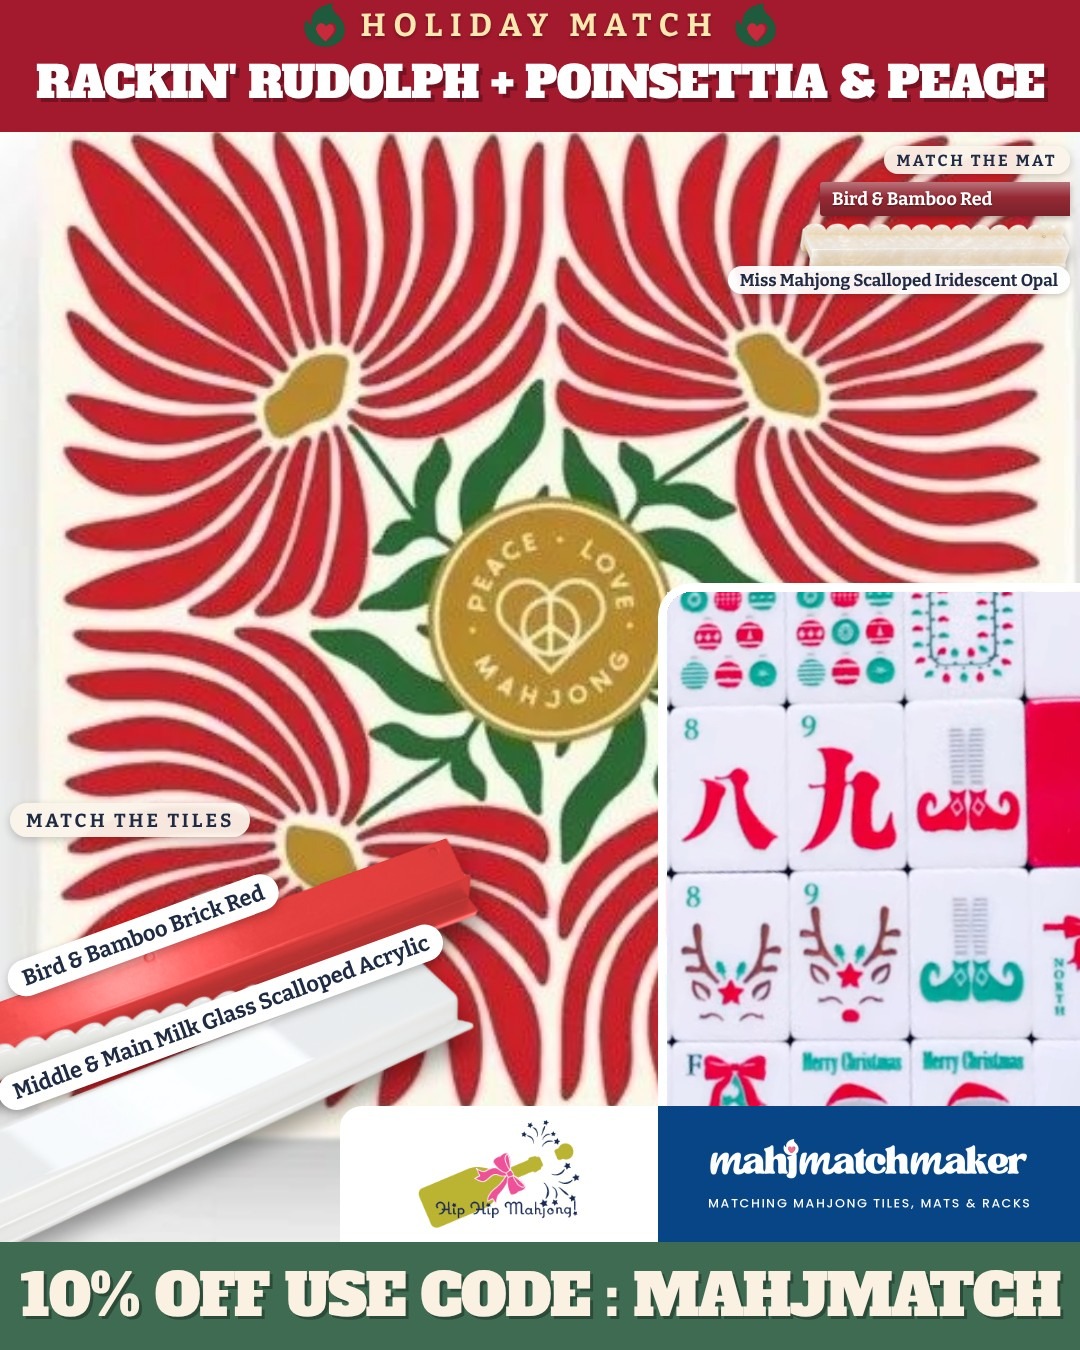 HOLIDAY MATCH
RACKIN' RUDOLPH + POINSETTIA & PEACE
MATCH THE MAT
Bird & Bamboo Red
Miss Mahjong Scalloped Iridescent Opal
PEACE · LOVE
· MAHJONG ·
8
9
八
九
8
9
NORTH
F
Merry Christmas
Merry Christmas
MATCH THE TILES
Bird & Bamboo Brick Red
Middle & Main Milk Glass Scalloped Acrylic
Hip Hip Mahjong!
mahjmatchmaker
MATCHING MAHJONG TILES, MATS & RACKS
10% OFF USE CODE : MAHJMATCH